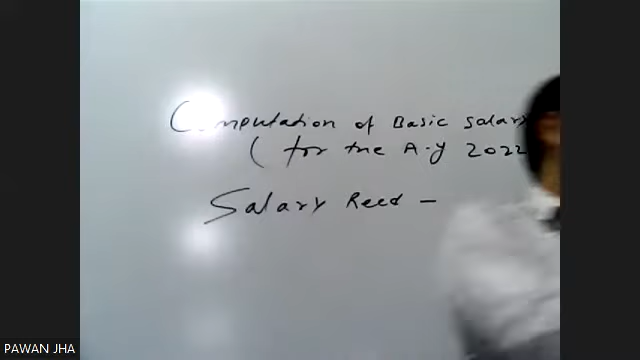 Computation of Basic Salary
( for the A.Y 2022
Salary Recd –
PAWAN JHA